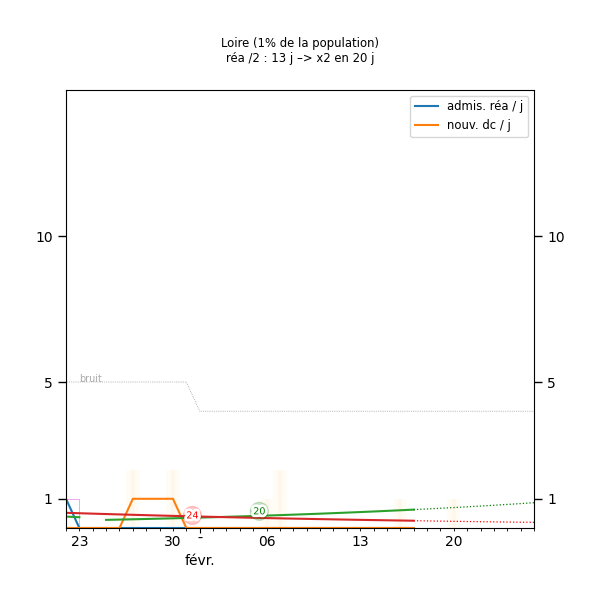 Loire (1% de la population)
réa /2 : 13 j –> x2 en 20 j
admis. réa / j
nouv. dc / j
10
10
bruit
5
5
1
1
24
20
23
30
-
06
13
20
févr.